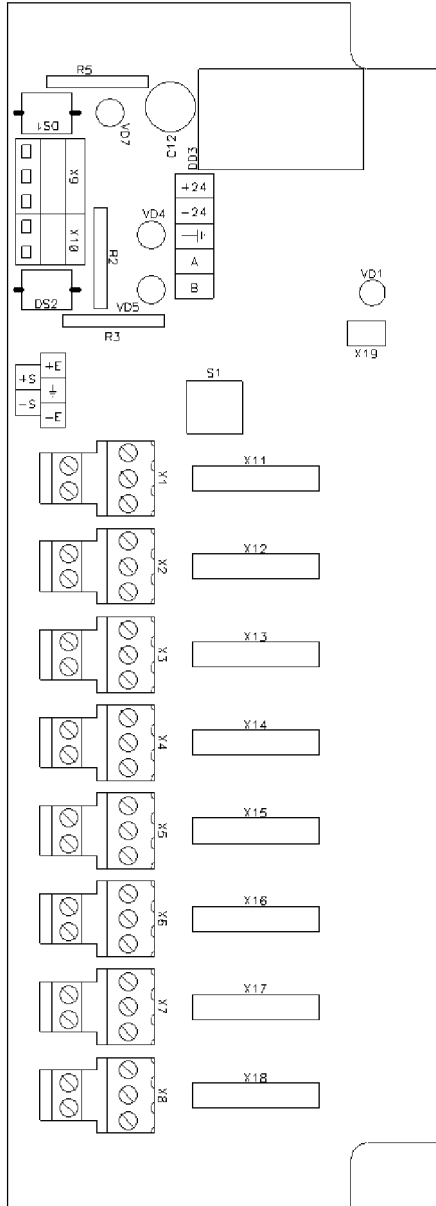 R5
DS1
VD7
C12
DD3
X9
X10
+24
-24
A
B
VD4
R2
VD5
DS2
R3
VD1
X19
E+
S+
S-
E-
S1
X1
X11
X2
X12
X3
X13
X4
X14
X5
X15
X6
X16
X7
X17
X8
X18